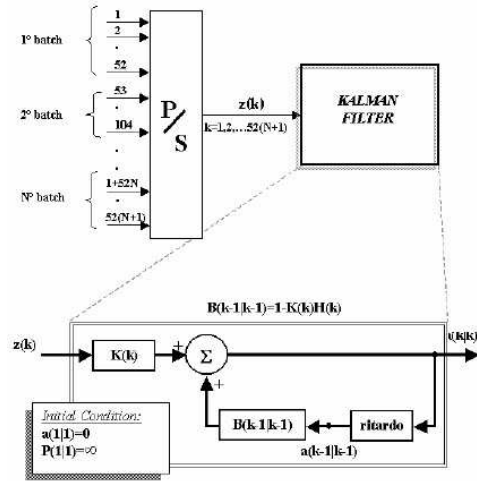 1° batch
1
2
.
.
52
2° batch
53
.
104
.
.
N° batch
1+52N
.
52(N+1)
P/S
z(k)
k=1,2,...52(N+1)
KALMAN
FILTER
B(k-1|k-1)=1-K(k)H(k)
z(k)
K(k)
+
Σ
+
(k|k)
B(k-1|k-1)
ritardo
a(k-1|k-1)
Initial Condition:
a(1|1)=0
P(1|1)=∞